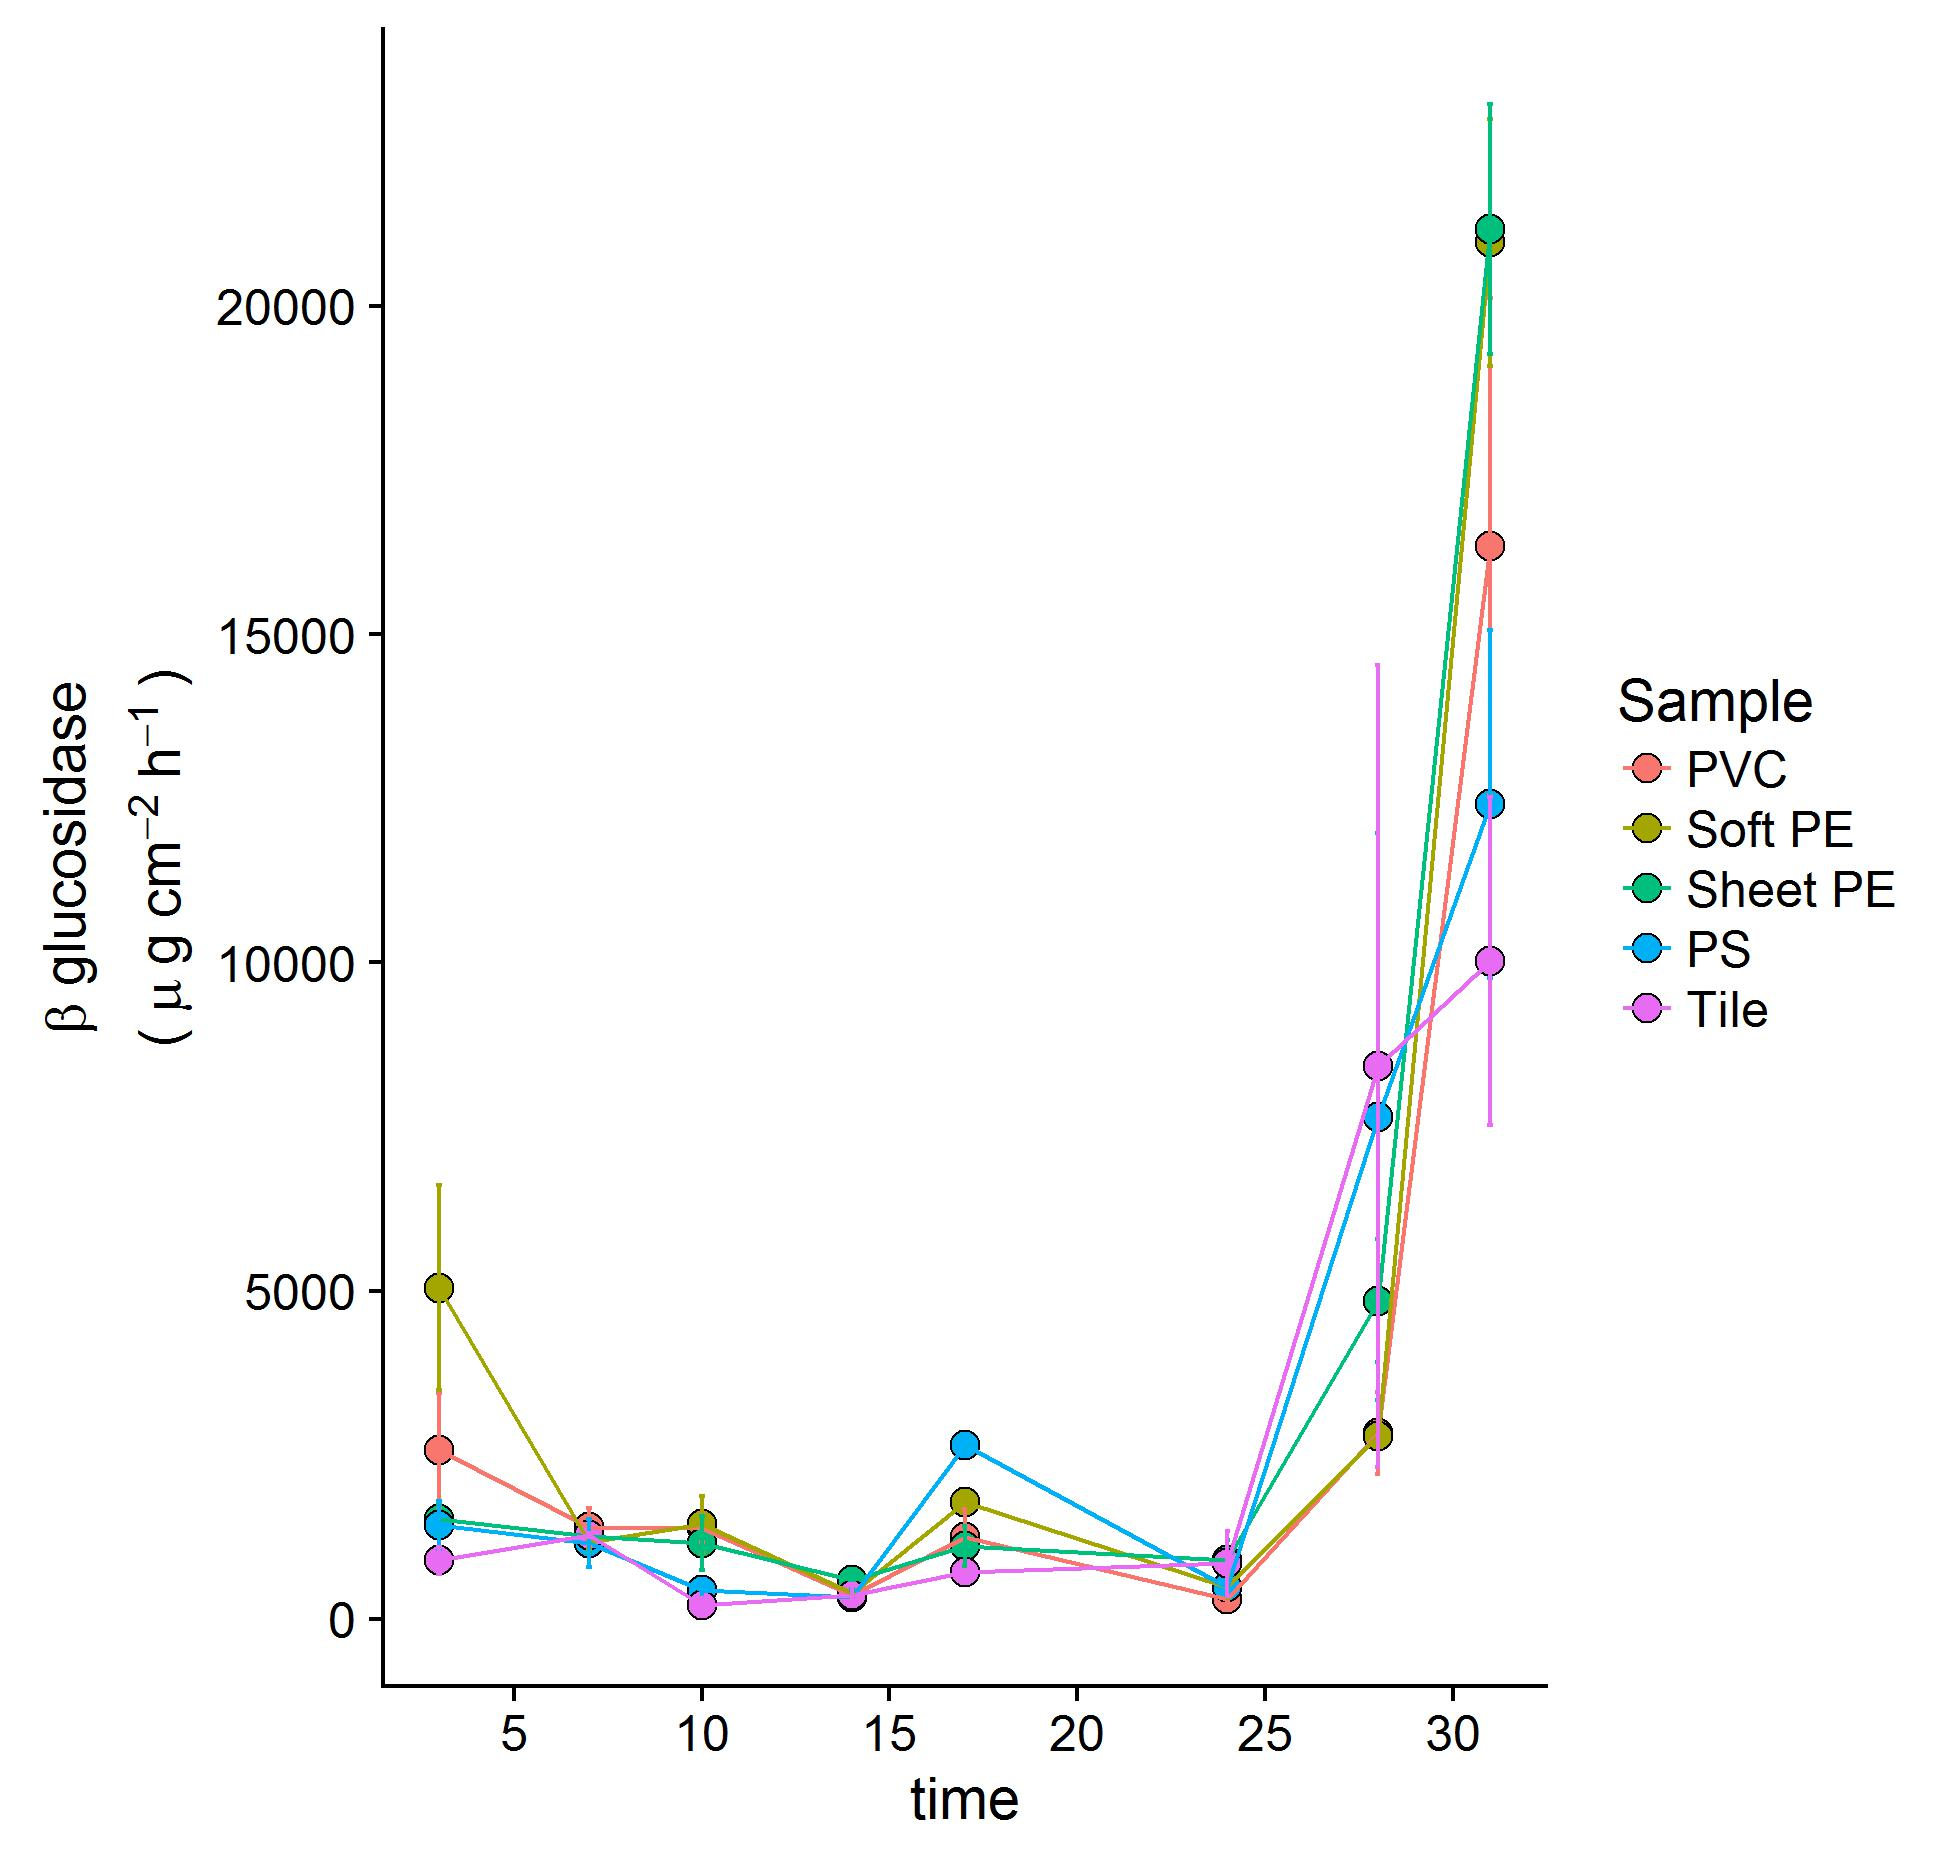 β glucosidase
( μ g cm⁻² h⁻¹ )
20000
15000
10000
5000
0
5 10 15 20 25 30
time
Sample
PVC
Soft PE
Sheet PE
PS
Tile